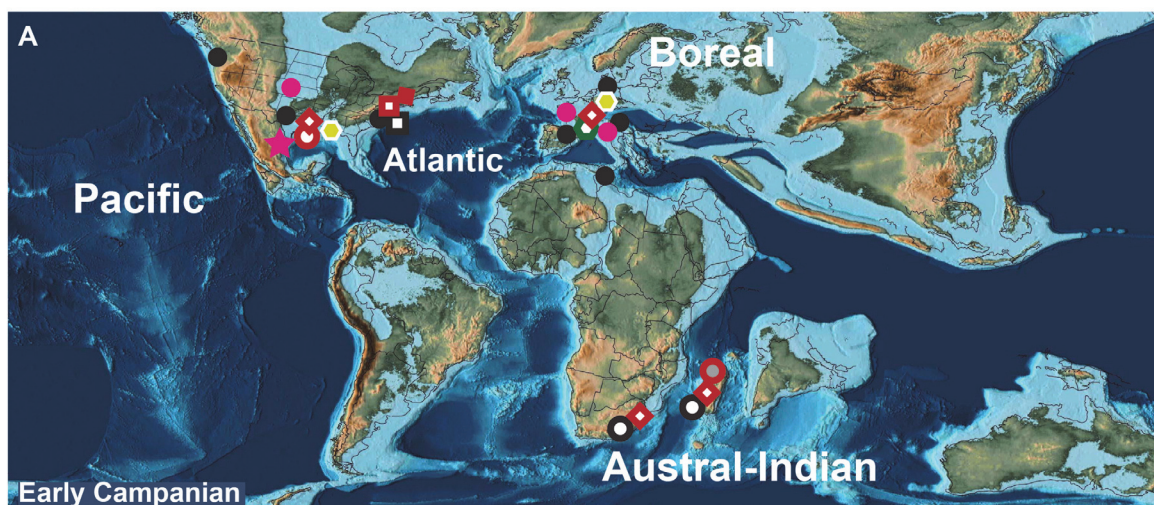 A
Boreal
Atlantic
Pacific
Austral-Indian
Early Campanian